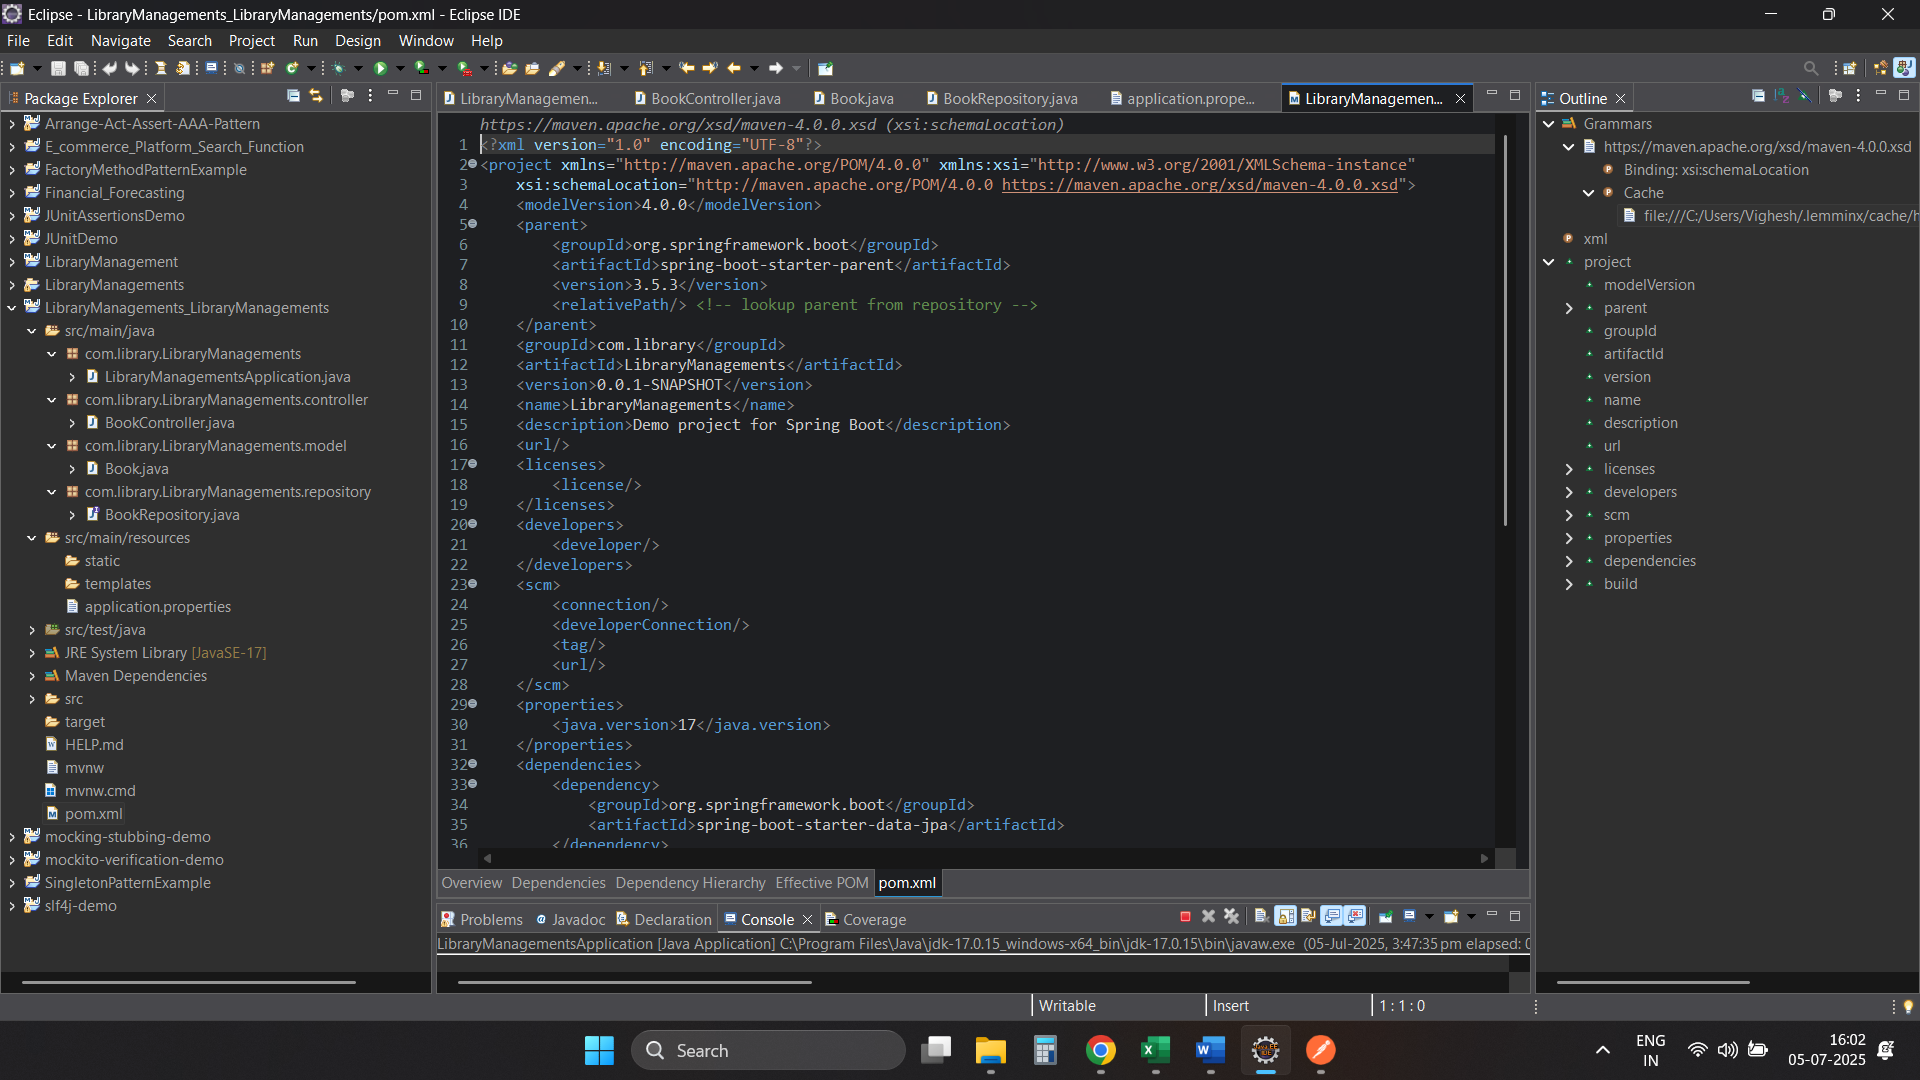 Eclipse - LibraryManagements_LibraryManagements/pom.xml - Eclipse IDE
File Edit Navigate Search Project Run Design Window Help
Package Explorer
Arrange-Act-Assert-AAA-Pattern
E_commerce_Platform_Search_Function
FactoryMethodPatternExample
Financial_Forecasting
JUnitAssertionsDemo
JUnitDemo
LibraryManagement
LibraryManagements
LibraryManagements_LibraryManagements
src/main/java
com.library.LibraryManagements
LibraryManagementsApplication.java
com.library.LibraryManagements.controller
BookController.java
com.library.LibraryManagements.model
Book.java
com.library.LibraryManagements.repository
BookRepository.java
src/main/resources
static
templates
application.properties
src/test/java
JRE System Library [JavaSE-17]
Maven Dependencies
src
target
HELP.md
mvnw
mvnw.cmd
pom.xml
mocking-stubbing-demo
mockito-verification-demo
SingletonPatternExample
slf4j-demo
LibraryManagemen... BookController.java Book.java BookRepository.java application.prope... LibraryManagemen...
https://maven.apache.org/xsd/maven-4.0.0.xsd (xsi:schemaLocation)
1 <?xml version="1.0" encoding="UTF-8"?>
2 <project xmlns="http://maven.apache.org/POM/4.0.0" xmlns:xsi="http://www.w3.org/2001/XMLSchema-instance"
3 xsi:schemaLocation="http://maven.apache.org/POM/4.0.0 https://maven.apache.org/xsd/maven-4.0.0.xsd">
4 <modelVersion>4.0.0</modelVersion>
5 <parent>
6 <groupId>org.springframework.boot</groupId>
7 <artifactId>spring-boot-starter-parent</artifactId>
8 <version>3.5.3</version>
9 <relativePath/> <!-- lookup parent from repository -->
10 </parent>
11 <groupId>com.library</groupId>
12 <artifactId>LibraryManagements</artifactId>
13 <version>0.0.1-SNAPSHOT</version>
14 <name>LibraryManagements</name>
15 <description>Demo project for Spring Boot</description>
16 <url/>
17 <licenses>
18 <license/>
19 </licenses>
20 <developers>
21 <developer/>
22 </developers>
23 <scm>
24 <connection/>
25 <developerConnection/>
26 <tag/>
27 <url/>
28 </scm>
29 <properties>
30 <java.version>17</java.version>
31 </properties>
32 <dependencies>
33 <dependency>
34 <groupId>org.springframework.boot</groupId>
35 <artifactId>spring-boot-starter-data-jpa</artifactId>
36 </dependency>
Overview Dependencies Dependency Hierarchy Effective POM pom.xml
Problems Javadoc Declaration Console Coverage
LibraryManagementsApplication [Java Application] C:\Program Files\Java\jdk-17.0.15_windows-x64_bin\jdk-17.0.15\bin\javaw.exe (05-Jul-2025, 3:47:35 pm elapsed: 0
Outline
Grammars
https://maven.apache.org/xsd/maven-4.0.0.xsd
Binding: xsi:schemaLocation
Cache
file:///C:/Users/Vighesh/.lemminx/cache/h
xml
project
modelVersion
parent
groupId
artifactId
version
name
description
url
licenses
developers
scm
properties
dependencies
build
Writable Insert 1 : 1 : 0
Search
ENG
IN
16:02
05-07-2025